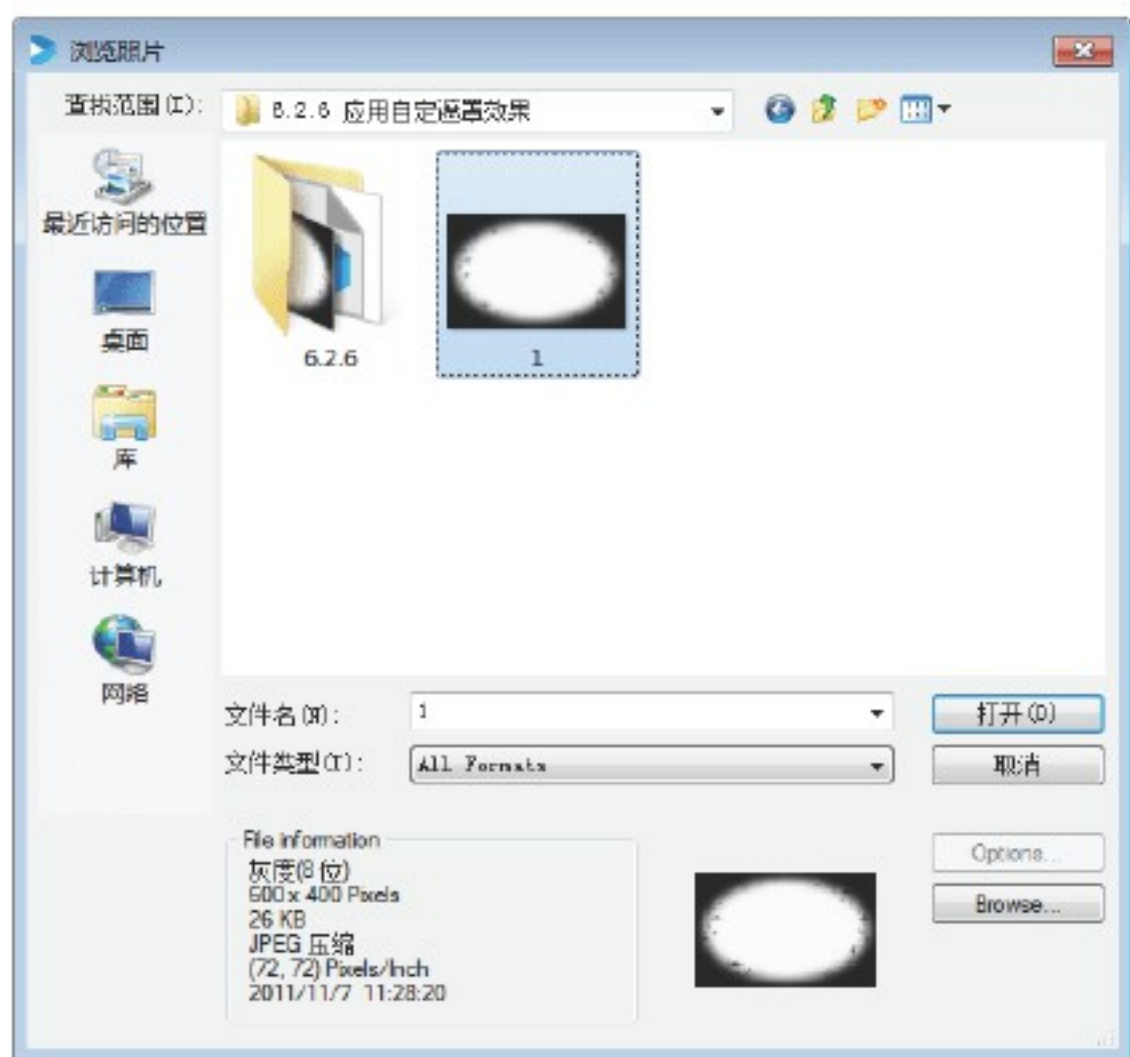 浏览照片
查找范围(I):
6.2.6 应用自定遮罩效果
最近访问的位置
桌面
库
计算机
网络
6.2.6
1
文件名(N):
1
打开(O)
文件类型(T):
All Formats
取消
File information
灰度(8 位)
600 x 400 Pixels
26 KB
JPEG 压缩
(72, 72) Pixels/Inch
2011/11/7 11:28:20
Options...
Browse...